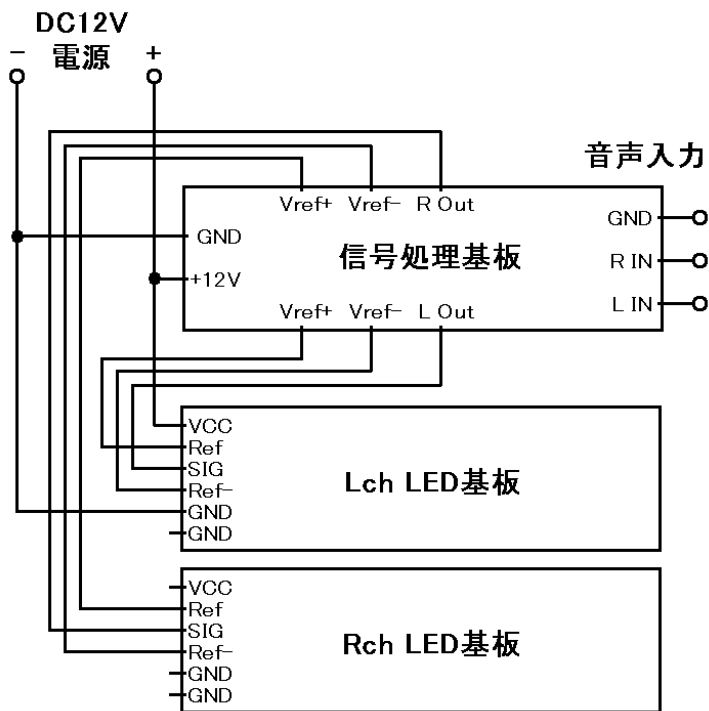 DC12V
電源
− +
音声入力
Vref+ Vref- R Out
GND
+12V
信号処理基板
GND
R IN
L IN
Vref+ Vref- L Out
VCC
Ref
SIG
Ref-
GND
GND
Lch LED基板
VCC
Ref
SIG
Ref-
GND
GND
Rch LED基板